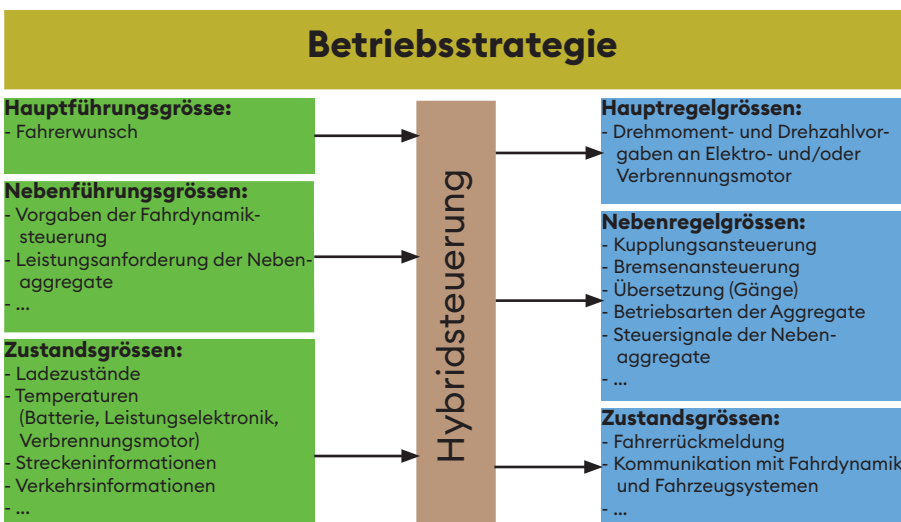 Betriebsstrategie
Hauptführungsgrösse:
- Fahrerwunsch
Nebenführungsgrössen:
- Vorgaben der Fahrdynamik-
steuerung
- Leistungsanforderung der Neben-
aggregate
- ...
Zustandsgrössen:
- Ladezustände
- Temperaturen
(Batterie, Leistungselektronik,
Verbrennungsmotor)
- Streckeninformationen
- Verkehrsinformationen
- ...
Hybridsteuerung
Hauptregelgrössen:
- Drehmoment- und Drehzahlvor-
gaben an Elektro- und/oder
Verbrennungsmotor
Nebenregelgrössen:
- Kupplungsansteuerung
- Bremsenansteuerung
- Übersetzung (Gänge)
- Betriebsarten der Aggregate
- Steuersignale der Neben-
aggregate
- ...
Zustandsgrössen:
- Fahrerrückmeldung
- Kommunikation mit Fahrdynamik
und Fahrzeugsystemen
- ...